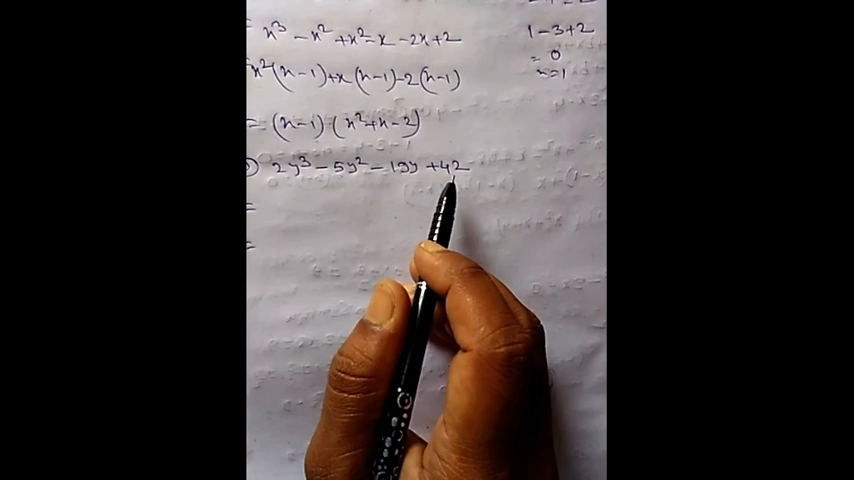 = x³ - x² + x² - x - 2x + 2
1 - 3 + 2
= 0
x = 1
= x²(x-1) + x(x-1) - 2(x-1)
= (x-1) (x² + x - 2)
2y³ - 5y² - 19y + 42
=
=